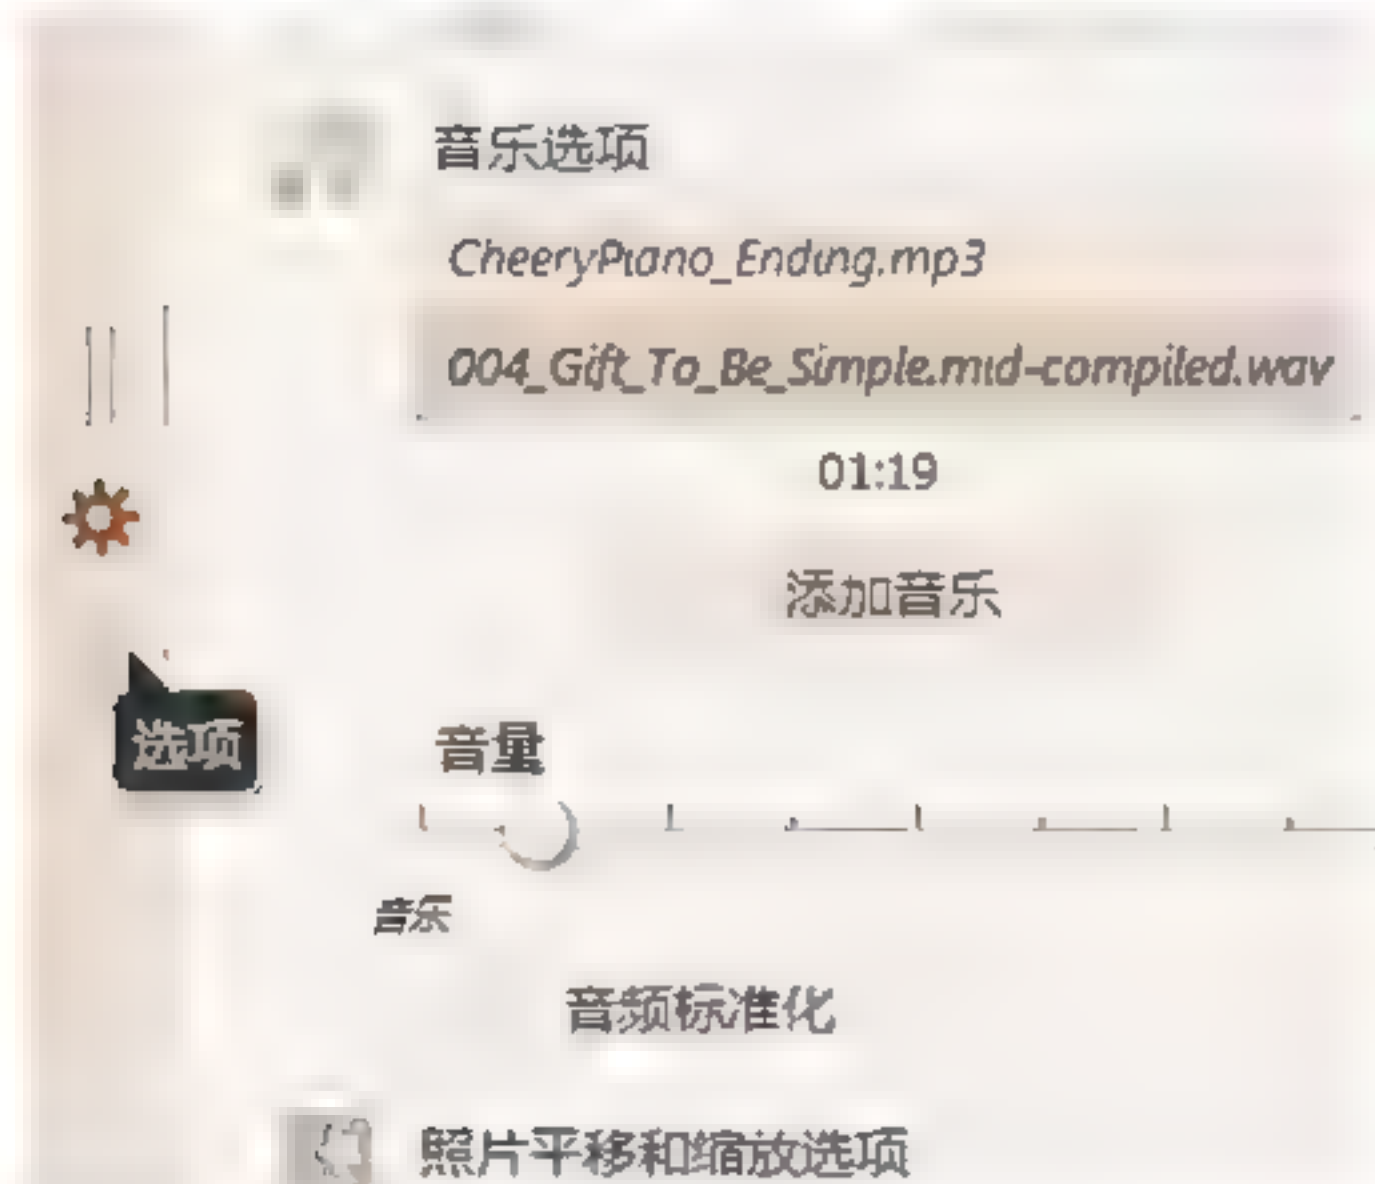 音乐选项
CheeryPiano_Ending.mp3
004_Gift_To_Be_Simple.mid-compiled.wav
01:19
添加音乐
选项
音量
音乐
音频标准化
照片平移和缩放选项